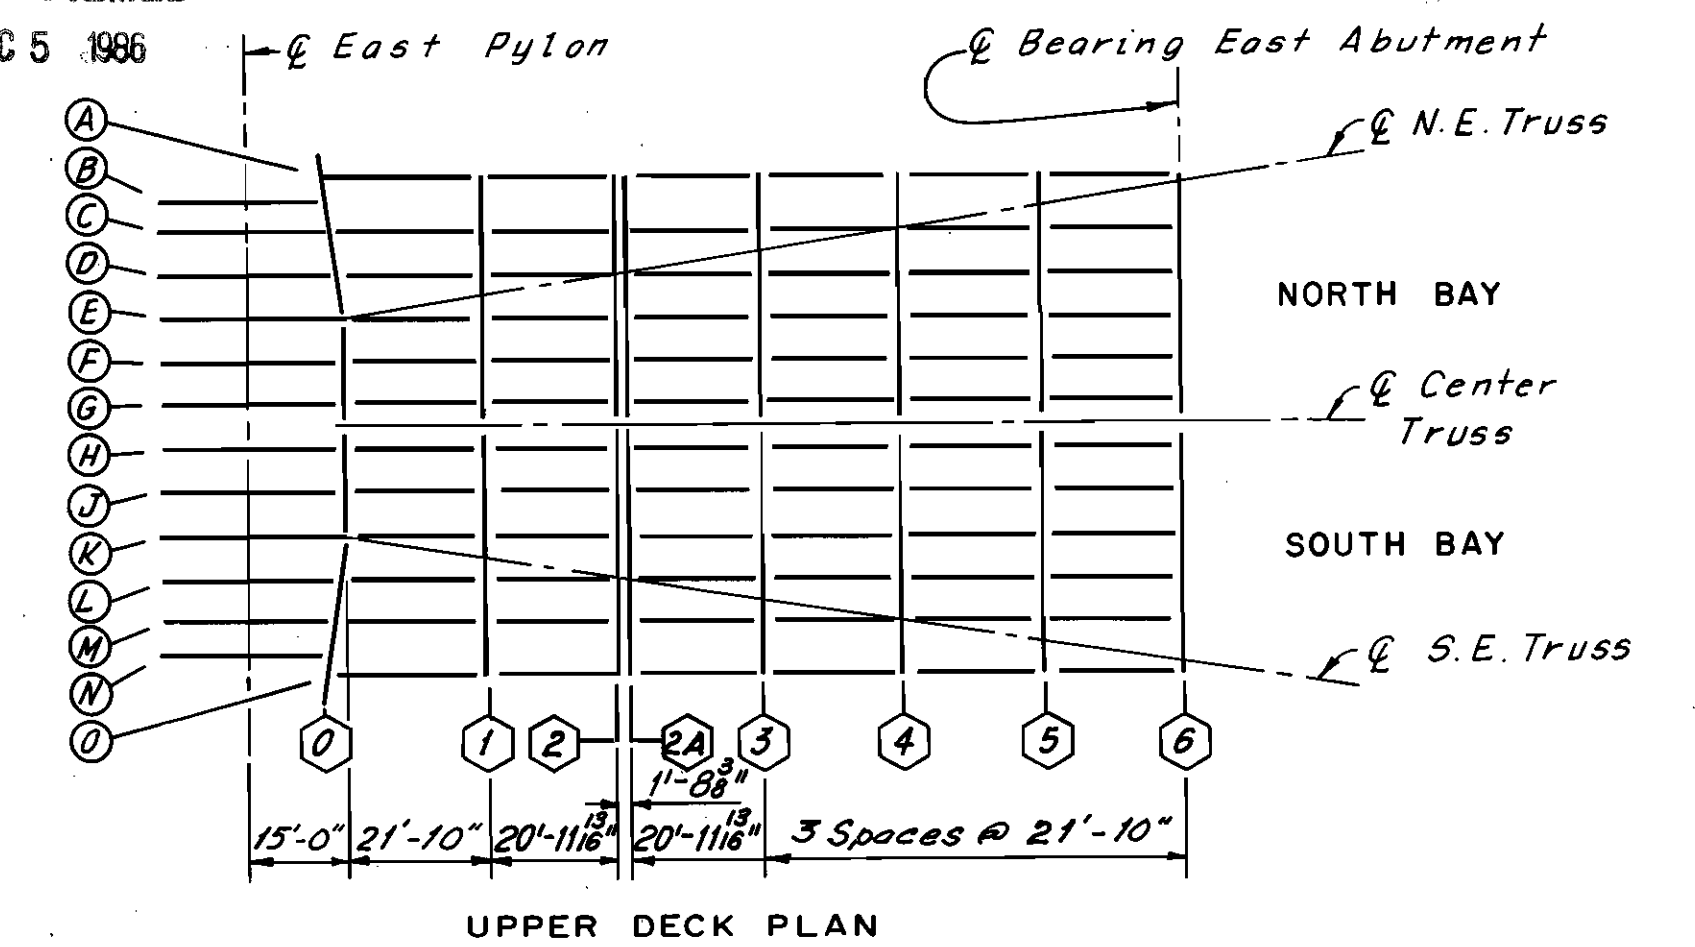 C 5 1986
℄ East Pylon
℄ Bearing East Abutment
℄ N.E. Truss
A
B
C
D
E
F
G
H
J
K
L
M
N
O
NORTH BAY
℄ Center
Truss
SOUTH BAY
℄ S.E. Truss
0 1 2 2A 3 4 5 6
1'-8 3/8"
15'-0" 21'-10" 20'-11 13/16" 20'-11 13/16" 3 Spaces @ 21'-10"
UPPER DECK PLAN